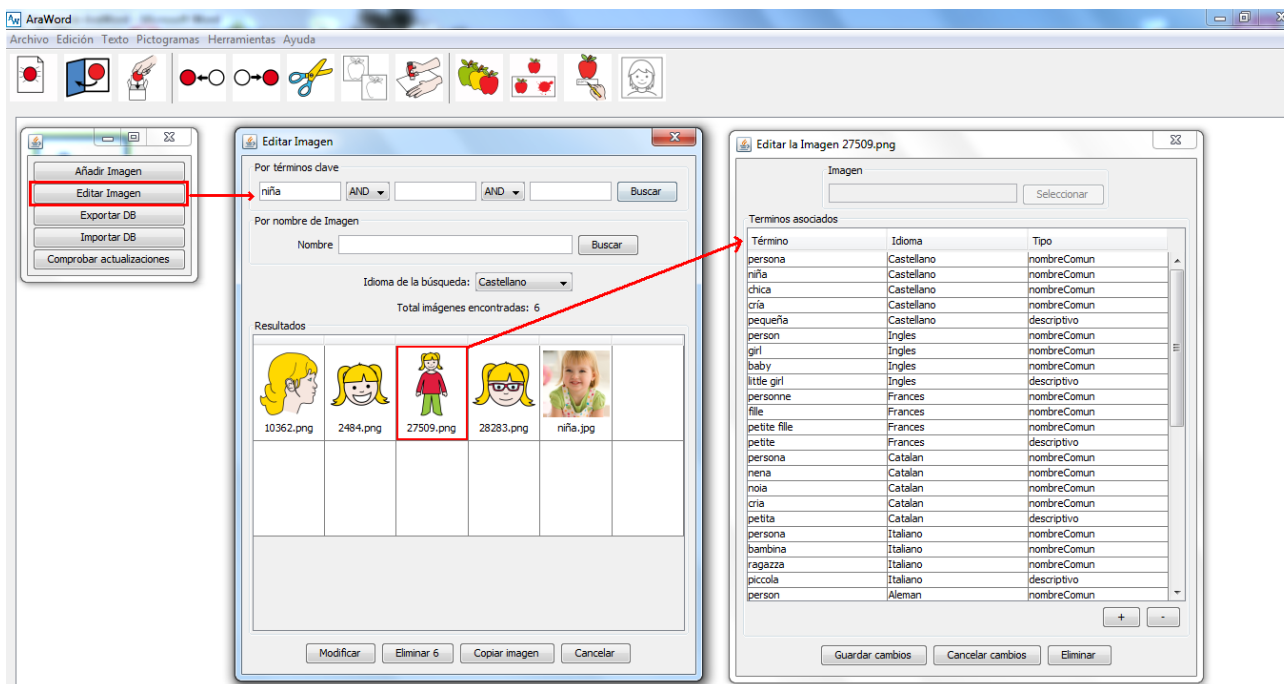 AraWord
Archivo Edición Texto Pictogramas Herramientas Ayuda
Añadir Imagen
Editar Imagen
Exportar DB
Importar DB
Comprobar actualizaciones
Editar Imagen
Por términos clave
niña AND AND Buscar
Por nombre de Imagen
Nombre Buscar
Idioma de la búsqueda: Castellano
Total imágenes encontradas: 6
Resultados
10362.png 2484.png 27509.png 28283.png niña.jpg
Modificar Eliminar 6 Copiar imagen Cancelar
Editar la Imagen 27509.png
Imagen
Seleccionar
Terminos asociados
Término Idioma Tipo
persona Castellano nombreComun
niña Castellano nombreComun
chica Castellano nombreComun
cría Castellano nombreComun
pequeña Castellano descriptivo
person Ingles nombreComun
girl Ingles nombreComun
baby Ingles nombreComun
little girl Ingles descriptivo
personne Frances nombreComun
fille Frances nombreComun
petite fille Frances nombreComun
petite Frances descriptivo
persona Catalan nombreComun
nena Catalan nombreComun
noia Catalan nombreComun
cria Catalan nombreComun
petita Catalan descriptivo
persona Italiano nombreComun
bambina Italiano nombreComun
ragazza Italiano nombreComun
piccola Italiano descriptivo
person Aleman nombreComun
+ -
Guardar cambios Cancelar cambios Eliminar